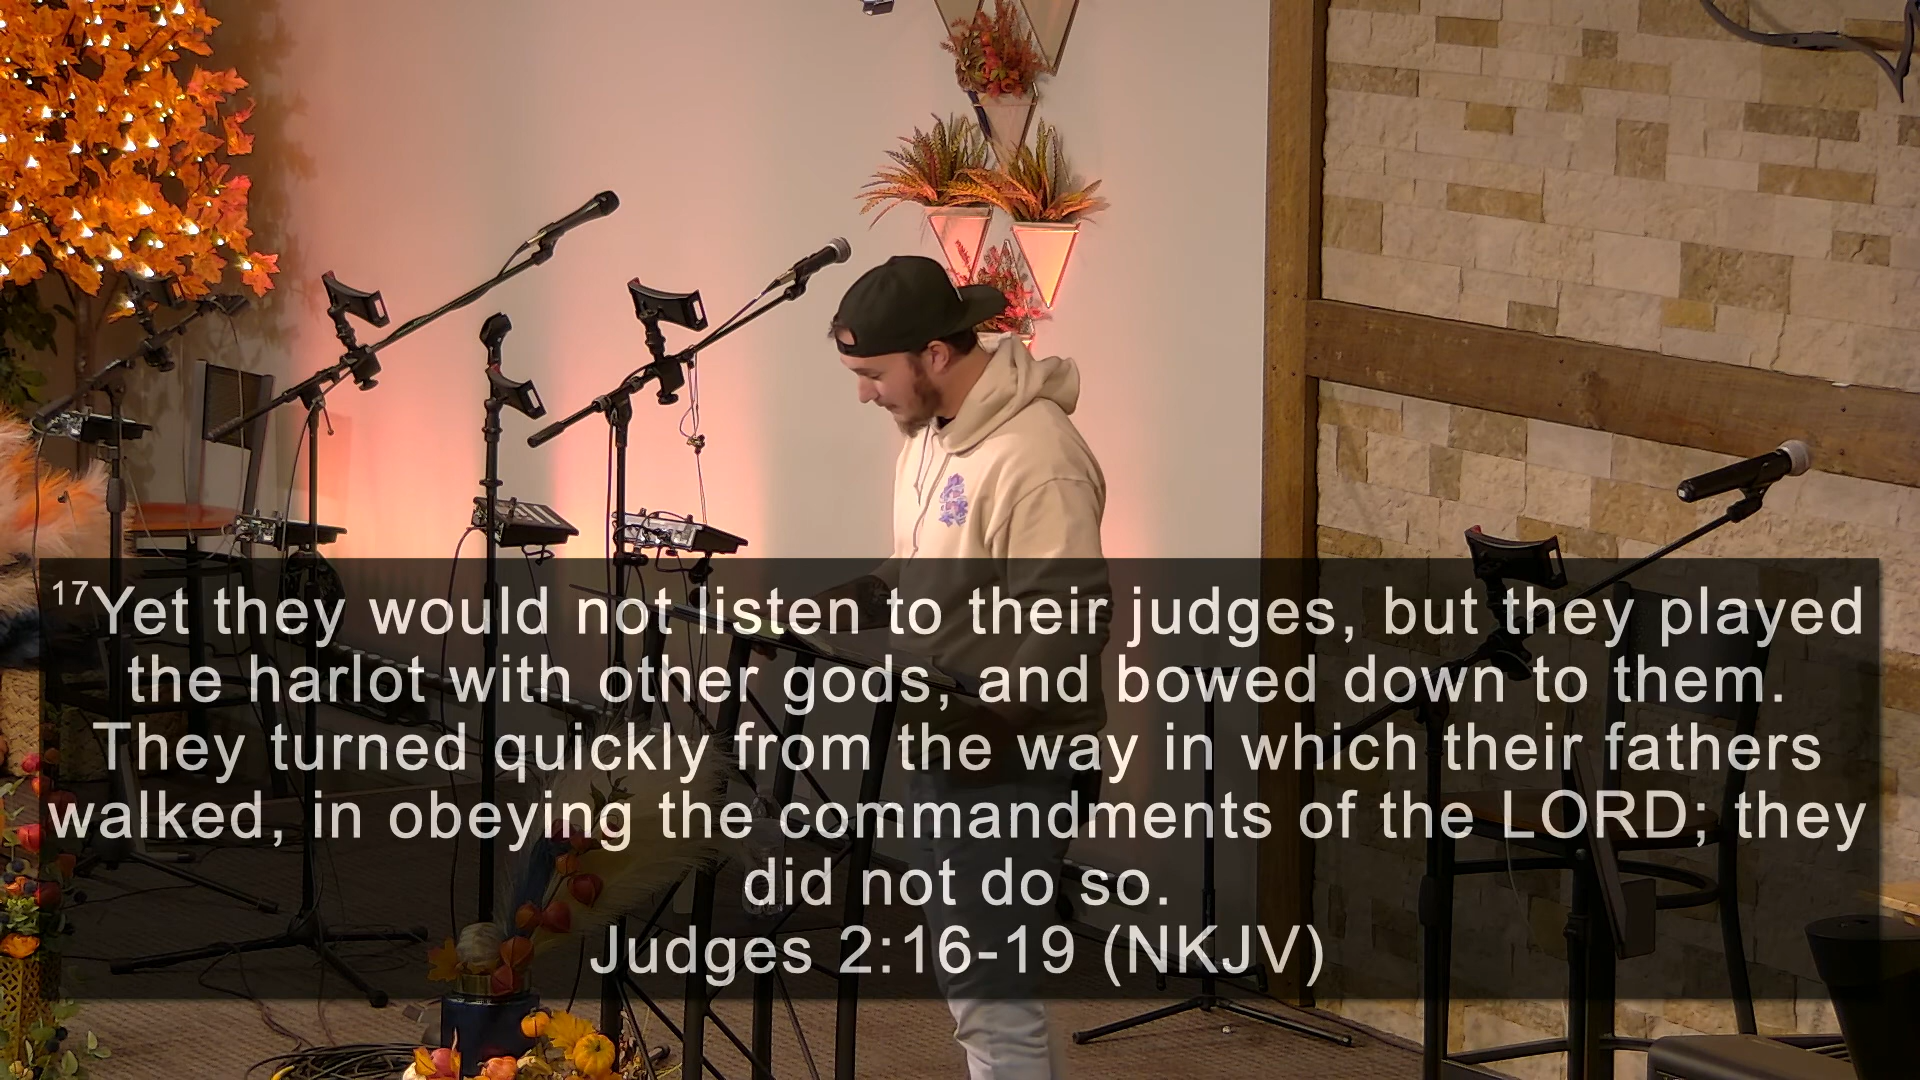 ¹⁷Yet they would not listen to their judges, but they played
the harlot with other gods, and bowed down to them.
They turned quickly from the way in which their fathers
walked, in obeying the commandments of the LORD; they
did not do so.
Judges 2:16-19 (NKJV)